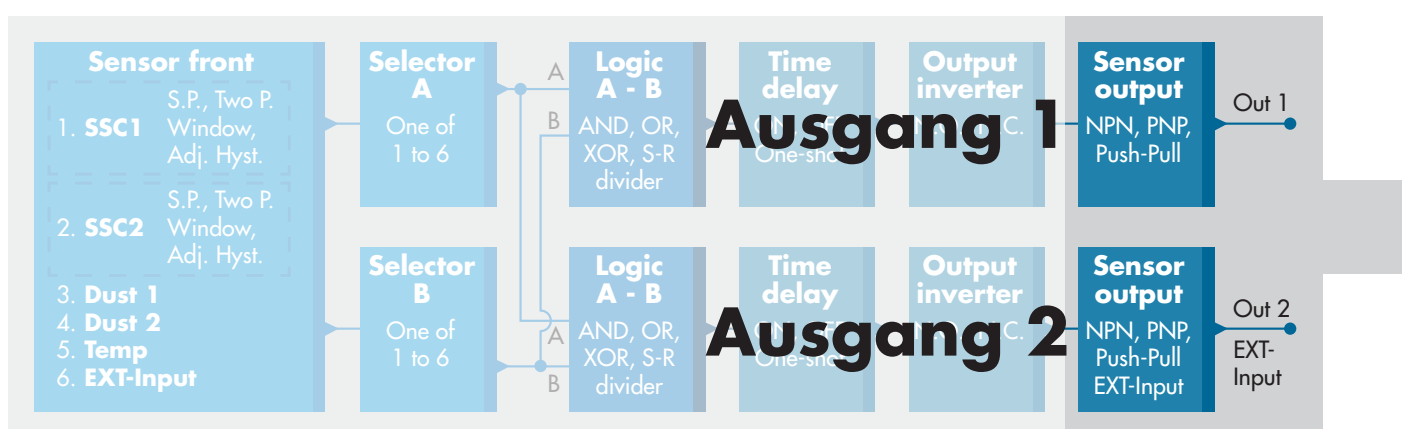 Sensor front
1. SSC1
S.P., Two P.
Window,
Adj. Hyst.
2. SSC2
S.P., Two P.
Window,
Adj. Hyst.
3. Dust 1
4. Dust 2
5. Temp
6. EXT-Input
Selector
A
One of
1 to 6
Selector
B
One of
1 to 6
A
B
A
B
Logic
A - B
AND, OR,
XOR, S-R
divider
Time
delay
One-shot
Output
inverter
Ausgang 1
Sensor
output
NPN, PNP,
Push-Pull
Out 1
Logic
A - B
AND, OR,
XOR, S-R
divider
Time
delay
One-shot
Output
inverter
Ausgang 2
Sensor
output
NPN, PNP,
Push-Pull
EXT-Input
Out 2
EXT-
Input